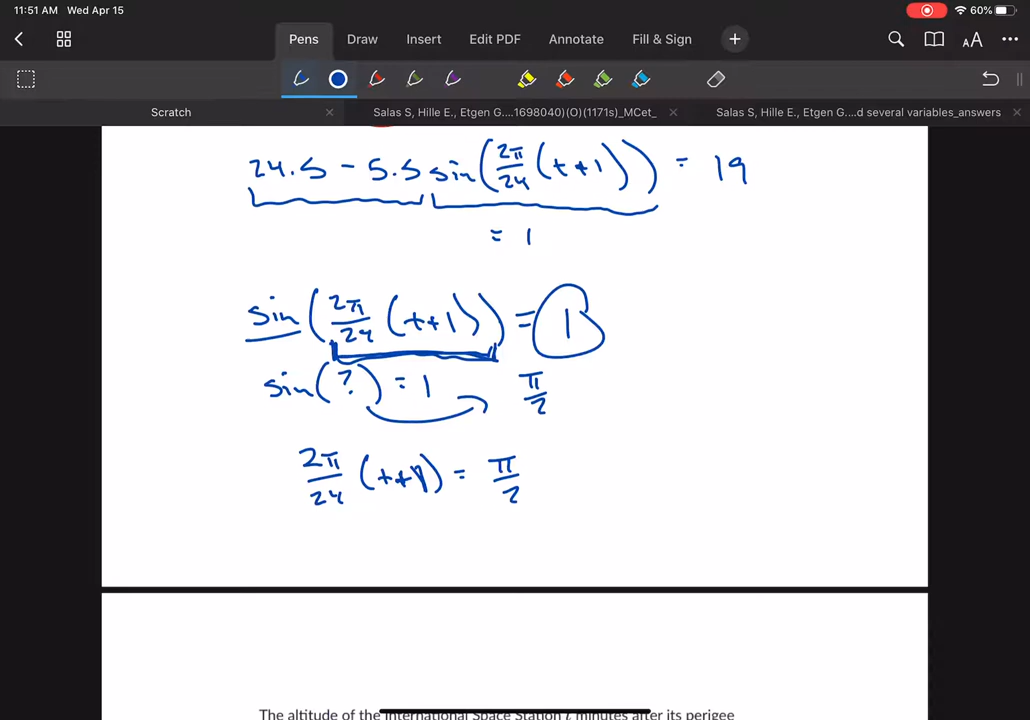 11:51 AM Wed Apr 15 60%
Pens Draw Insert Edit PDF Annotate Fill & Sign
Scratch Salas S, Hille E., Etgen G....1698040)(O)(1171s)_MCet_ Salas S, Hille E., Etgen G....d several variables_answers
24.5 - 5.5 sin(2π/24 (t+1)) = 19
= 1
sin(2π/24 (t+1)) = 1
sin(?) = 1 π/2
2π/24 (t+1) = π/2
The altitude of the International Space Station t minutes after its perigee